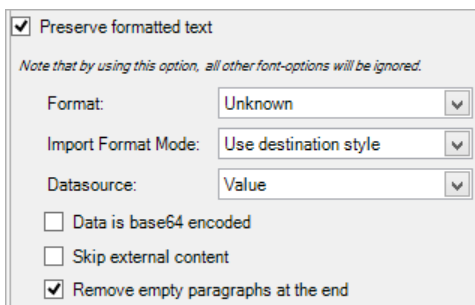 Preserve formatted text
Note that by using this option, all other font-options will be ignored.
Format: Unknown
Import Format Mode: Use destination style
Datasource: Value
Data is base64 encoded
Skip external content
Remove empty paragraphs at the end